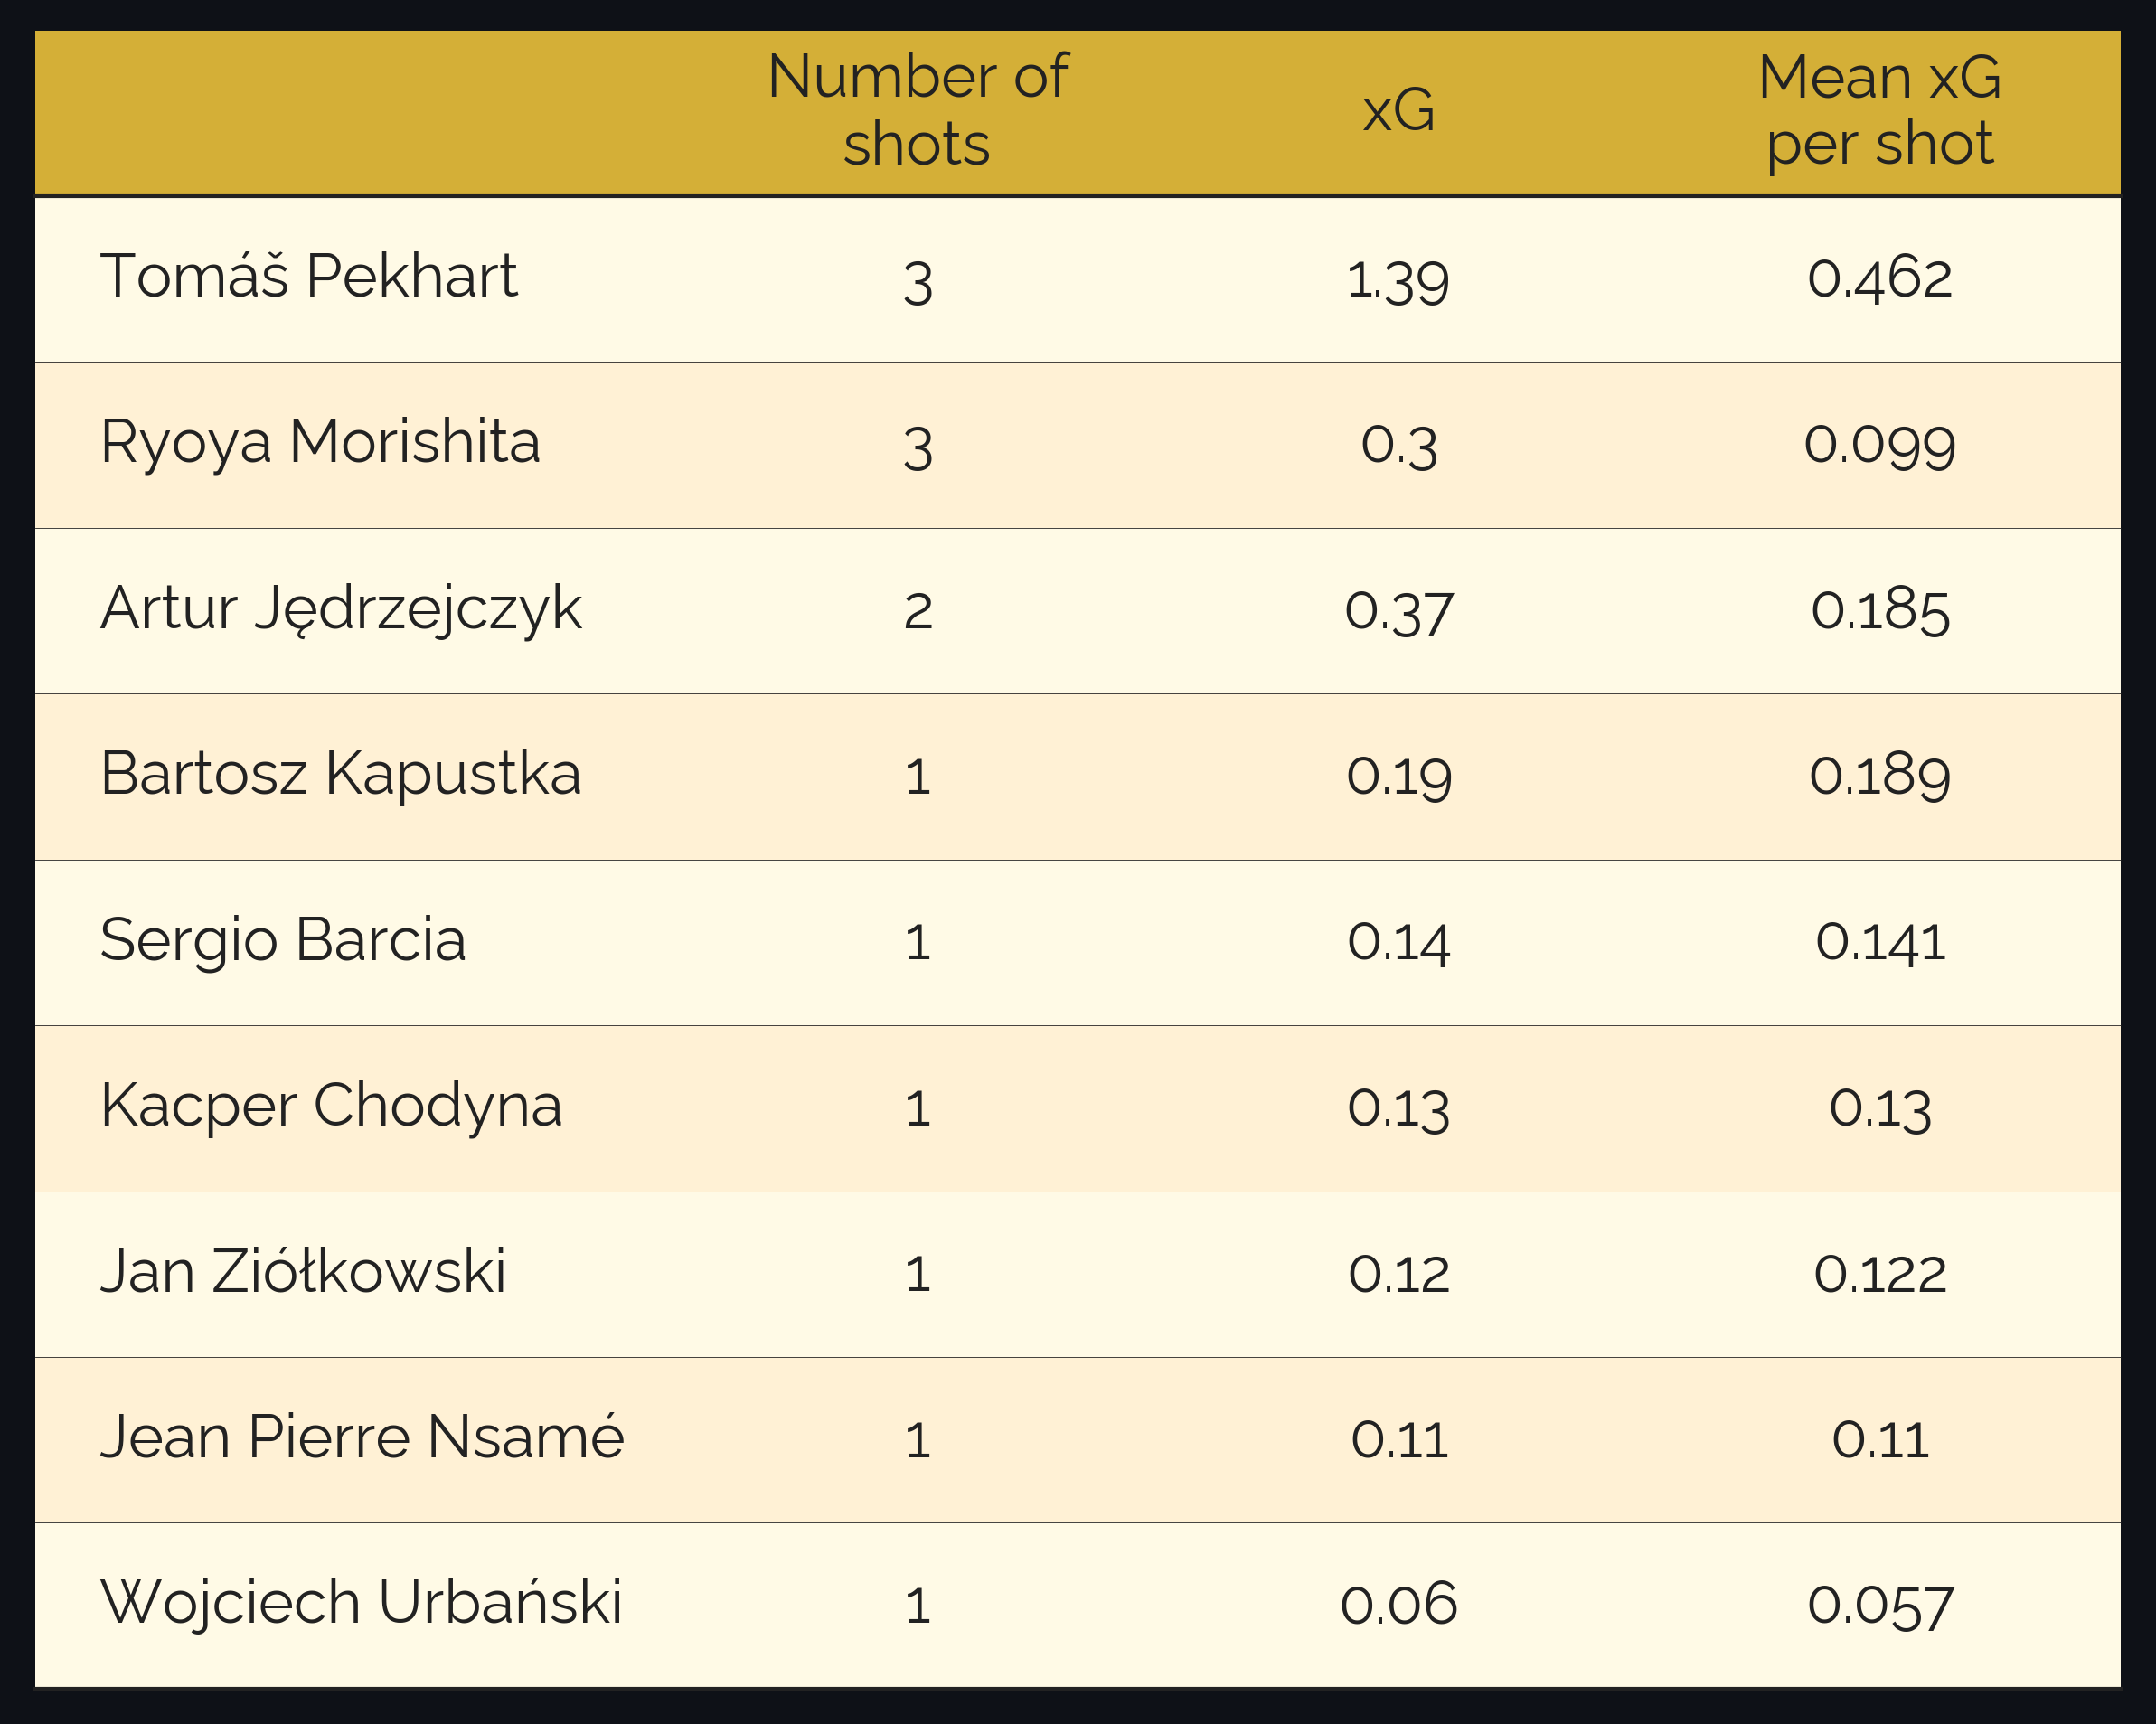 Number of shots xG Mean xG per shot
Tomáš Pekhart 3 1.39 0.462
Ryoya Morishita 3 0.3 0.099
Artur Jędrzejczyk 2 0.37 0.185
Bartosz Kapustka 1 0.19 0.189
Sergio Barcia 1 0.14 0.141
Kacper Chodyna 1 0.13 0.13
Jan Ziółkowski 1 0.12 0.122
Jean Pierre Nsamé 1 0.11 0.11
Wojciech Urbański 1 0.06 0.057